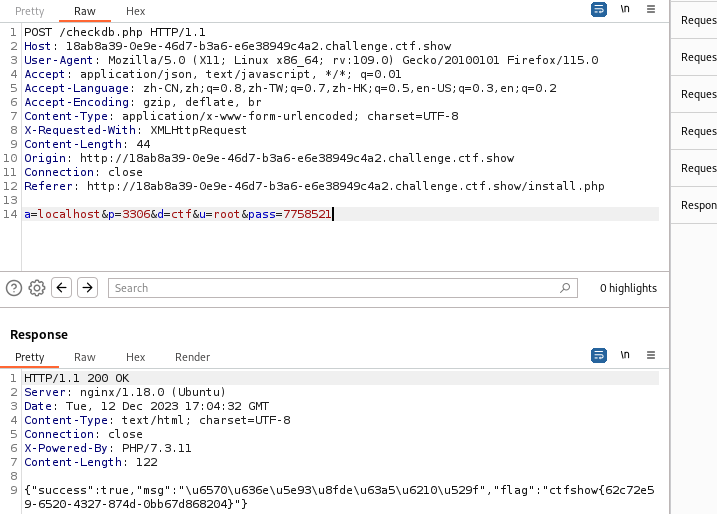 Pretty Raw Hex \n
1 POST /checkdb.php HTTP/1.1
2 Host: 18ab8a39-0e9e-46d7-b3a6-e6e38949c4a2.challenge.ctf.show
3 User-Agent: Mozilla/5.0 (X11; Linux x86_64; rv:109.0) Gecko/20100101 Firefox/115.0
4 Accept: application/json, text/javascript, */*; q=0.01
5 Accept-Language: zh-CN,zh;q=0.8,zh-TW;q=0.7,zh-HK;q=0.5,en-US;q=0.3,en;q=0.2
6 Accept-Encoding: gzip, deflate, br
7 Content-Type: application/x-www-form-urlencoded; charset=UTF-8
8 X-Requested-With: XMLHttpRequest
9 Content-Length: 44
10 Origin: http://18ab8a39-0e9e-46d7-b3a6-e6e38949c4a2.challenge.ctf.show
11 Connection: close
12 Referer: http://18ab8a39-0e9e-46d7-b3a6-e6e38949c4a2.challenge.ctf.show/install.php
13
14 a=localhost&p=3306&d=ctf&u=root&pass=7758521
Search 0 highlights
Response
Pretty Raw Hex Render \n
1 HTTP/1.1 200 OK
2 Server: nginx/1.18.0 (Ubuntu)
3 Date: Tue, 12 Dec 2023 17:04:32 GMT
4 Content-Type: text/html; charset=UTF-8
5 Connection: close
6 X-Powered-By: PHP/7.3.11
7 Content-Length: 122
8
9 {"success":true,"msg":"\u6570\u636e\u5e93\u8fde\u63a5\u6210\u529f","flag":"ctfshow{62c72e5
9-6520-4327-874d-0bb67d868204}"}
Reques
Reques
Reques
Reques
Reques
Respon